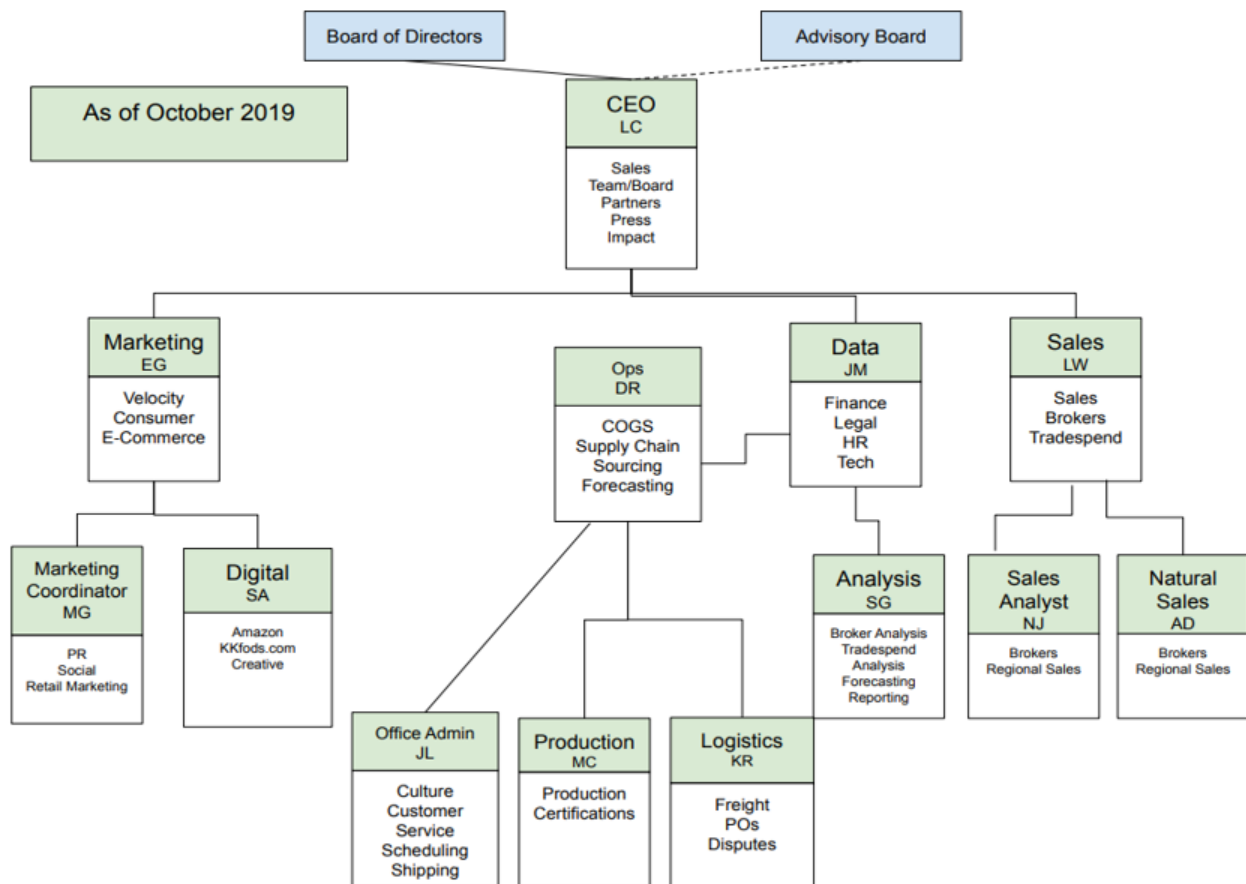 Board of Directors
Advisory Board
As of October 2019
CEO
LC
Sales
Team/Board
Partners
Press
Impact
Marketing
EG
Velocity
Consumer
E-Commerce
Ops
DR
COGS
Supply Chain
Sourcing
Forecasting
Data
JM
Finance
Legal
HR
Tech
Sales
LW
Sales
Brokers
Tradespend
Marketing
Coordinator
MG
PR
Social
Retail Marketing
Digital
SA
Amazon
KKfods.com
Creative
Analysis
SG
Broker Analysis
Tradespend
Analysis
Forecasting
Reporting
Sales
Analyst
NJ
Brokers
Regional Sales
Natural
Sales
AD
Brokers
Regional Sales
Office Admin
JL
Culture
Customer
Service
Scheduling
Shipping
Production
MC
Production
Certifications
Logistics
KR
Freight
POs
Disputes